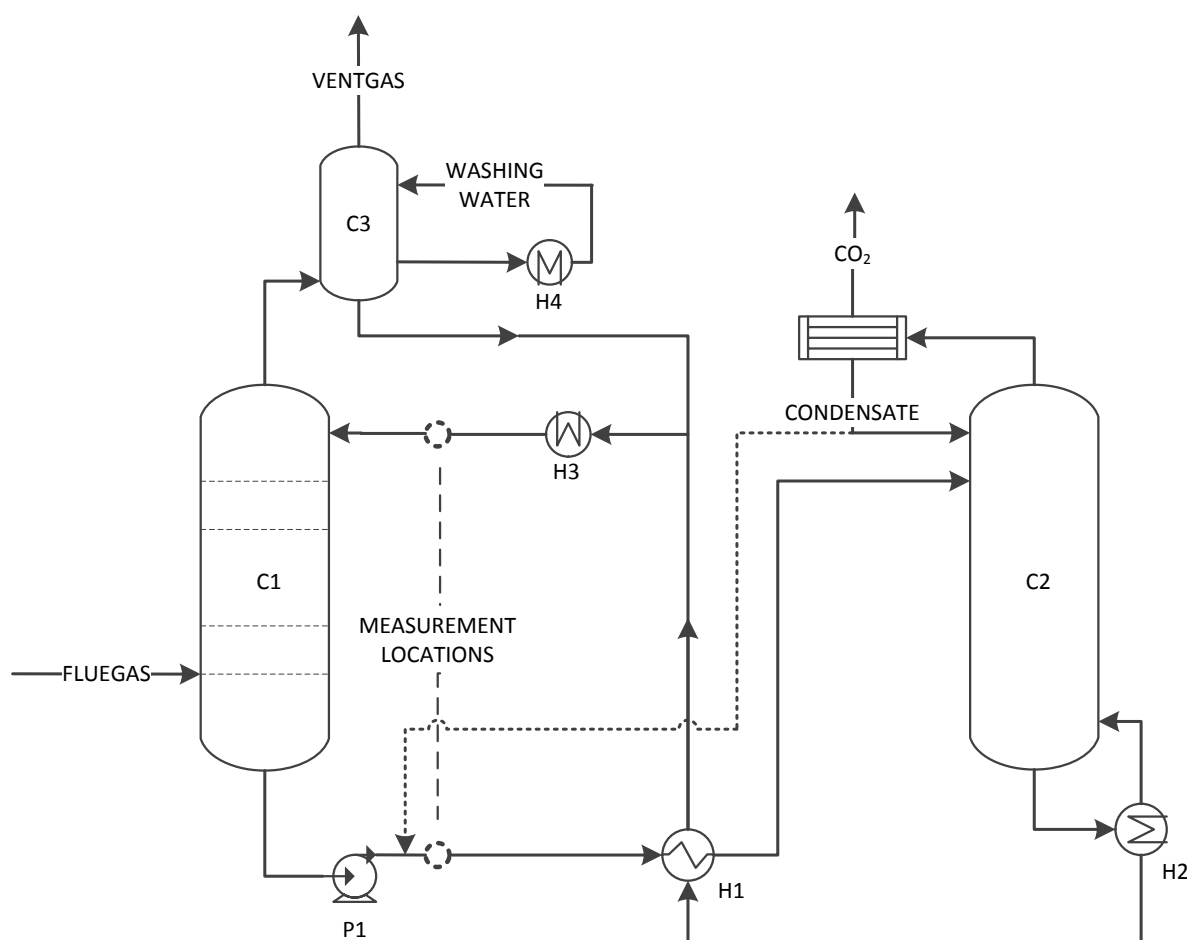 VENTGAS
WASHING
WATER
C3
H4
CO₂
CONDENSATE
H3
C1
C2
MEASUREMENT
LOCATIONS
FLUEGAS
H1
H2
P1